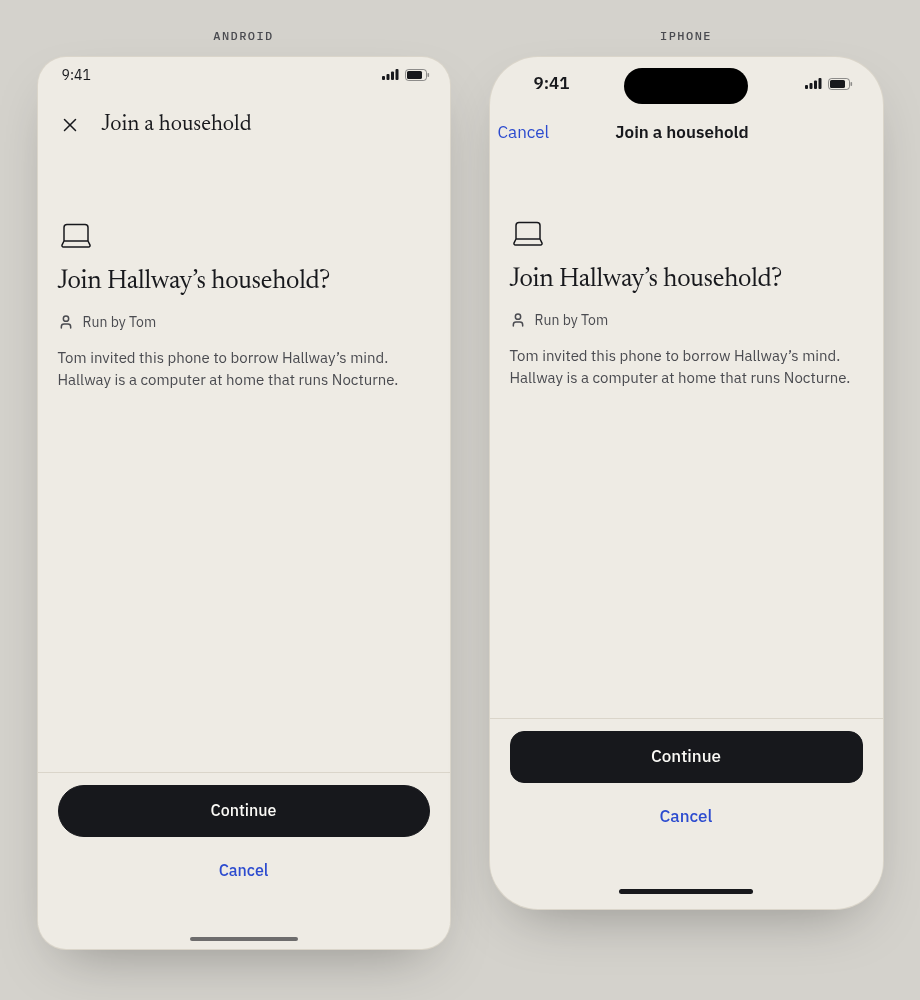 ANDROID
9:41
Join a household
Join Hallway’s household?
Run by Tom
Tom invited this phone to borrow Hallway’s mind.
Hallway is a computer at home that runs Nocturne.
Continue
Cancel
IPHONE
9:41
Cancel
Join a household
Join Hallway’s household?
Run by Tom
Tom invited this phone to borrow Hallway’s mind.
Hallway is a computer at home that runs Nocturne.
Continue
Cancel